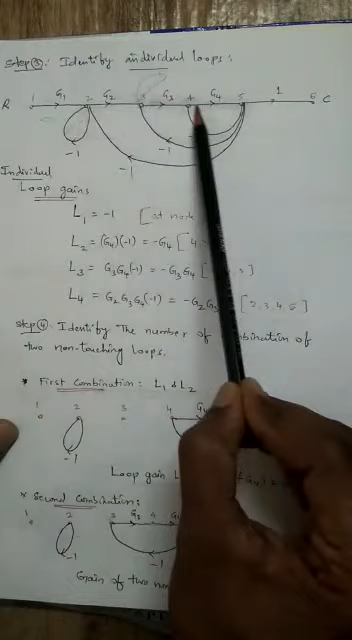 Step③: Identify individual loops:
R 1 G₁ 2 G₂ 3 G₃ 4 G₄ 5 1 6 C
-1 -1
-1
Individual
Loop gains
L₁ = -1 [at node
L₂ = (G₄)(-1) = -G₄ [4,
L₃ = G₃G₄(-1) = -G₃G₄ [ ]
L₄ = G₂G₃G₄(-1) = -G₂G₃ [2,3,4,5]
Step④: Identify The number of combination of
two non-touching loops.
* First Combination: L₁ & L₂
1 2 3 4 G₄
-1
Loop gain L
* Second Combination:
1 2 3 G₃ 4 G₄
-1 -1
Gain of two non